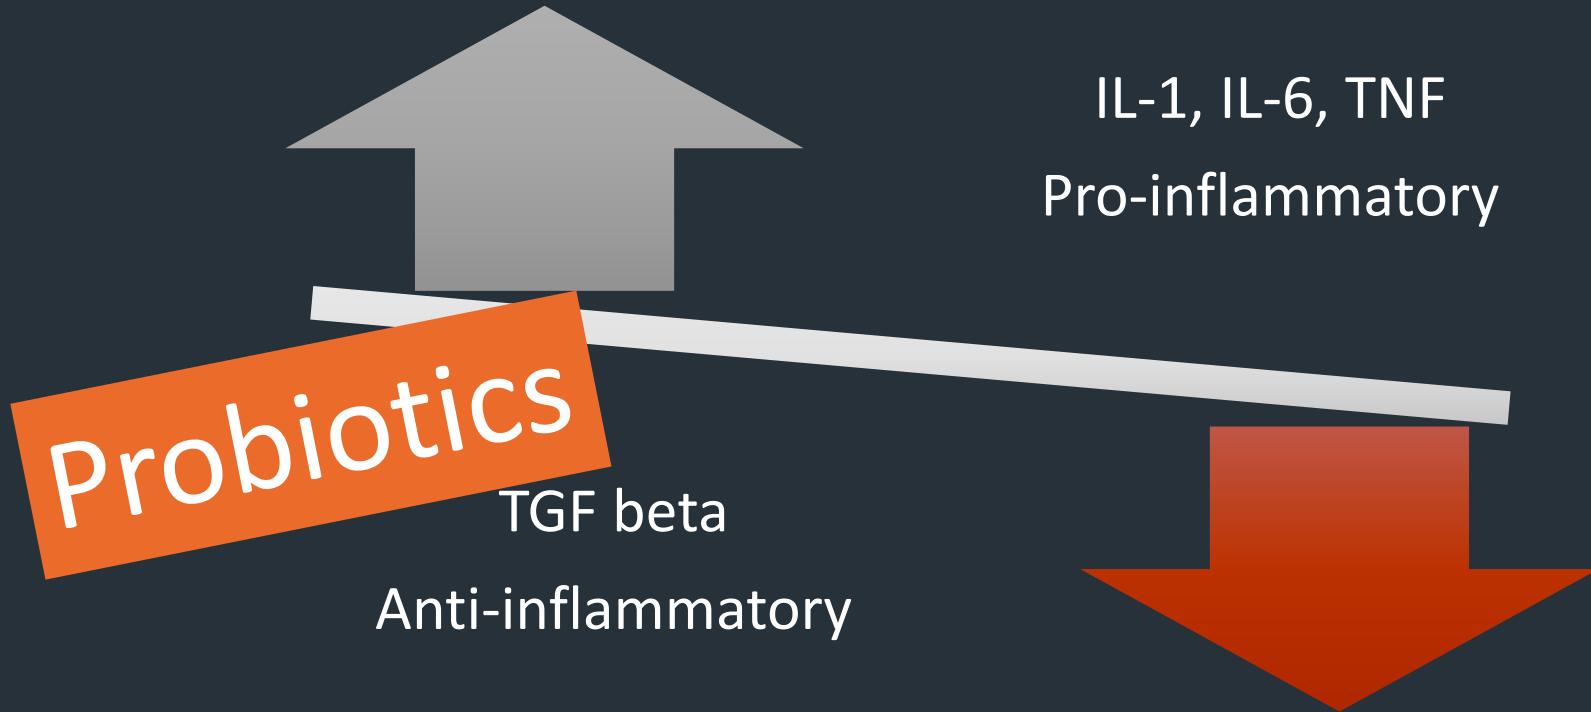 IL-1, IL-6, TNF
Pro-inflammatory
Probiotics
TGF beta
Anti-inflammatory